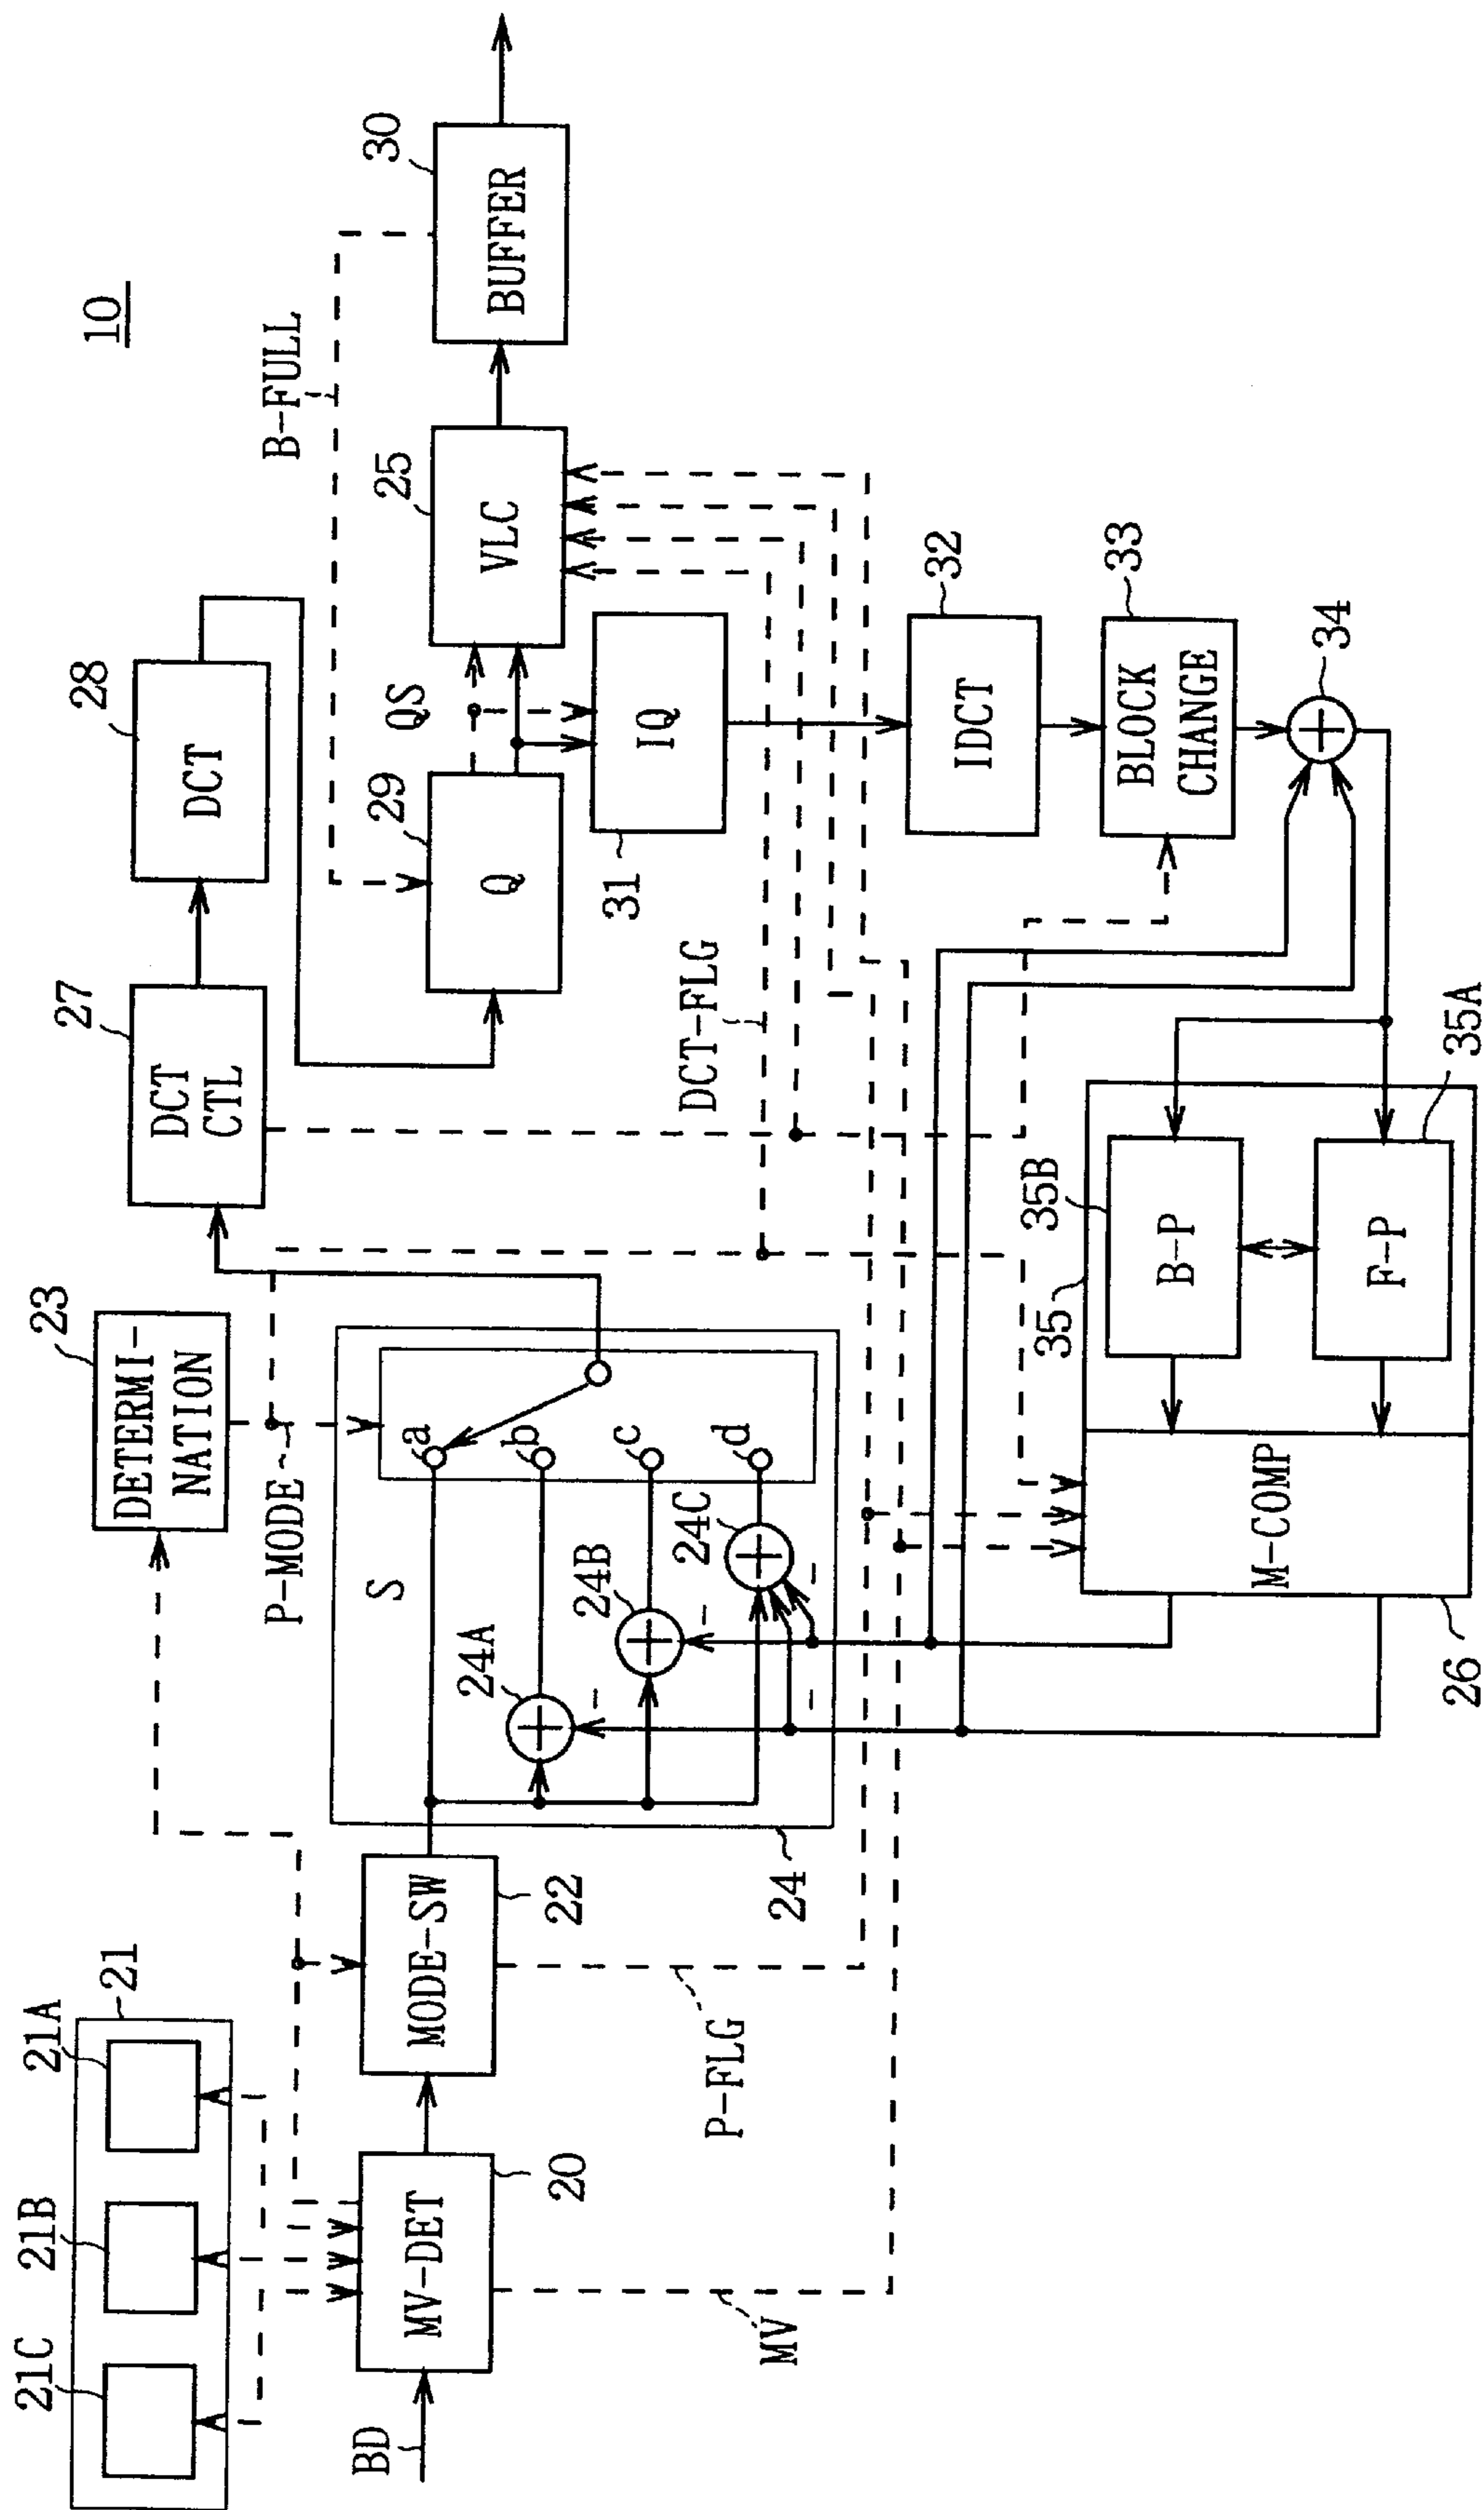 10
23
27
28
DETERMI-
NATION
DCT
CTL
DCT
B-FULL
P-MODE
21
21C
21B
21A
S
a
b
c
d
24A
24B
24C
29
Q
QS
25
VLC
30
BUFFER
BD
MV-DET
20
MODE-SW
22
24
31
IQ
DCT-FLG
P-FLG
MV
32
IDCT
33
BLOCK
CHANGE
34
35
35B
B-P
F-P
35A
M-COMP
26